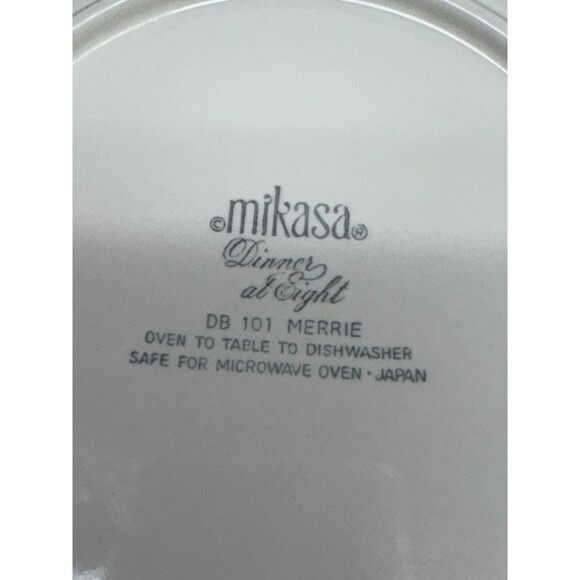 ©mikasa®
Dinner
at Eight
DB 101 MERRIE
OVEN TO TABLE TO DISHWASHER
SAFE FOR MICROWAVE OVEN · JAPAN